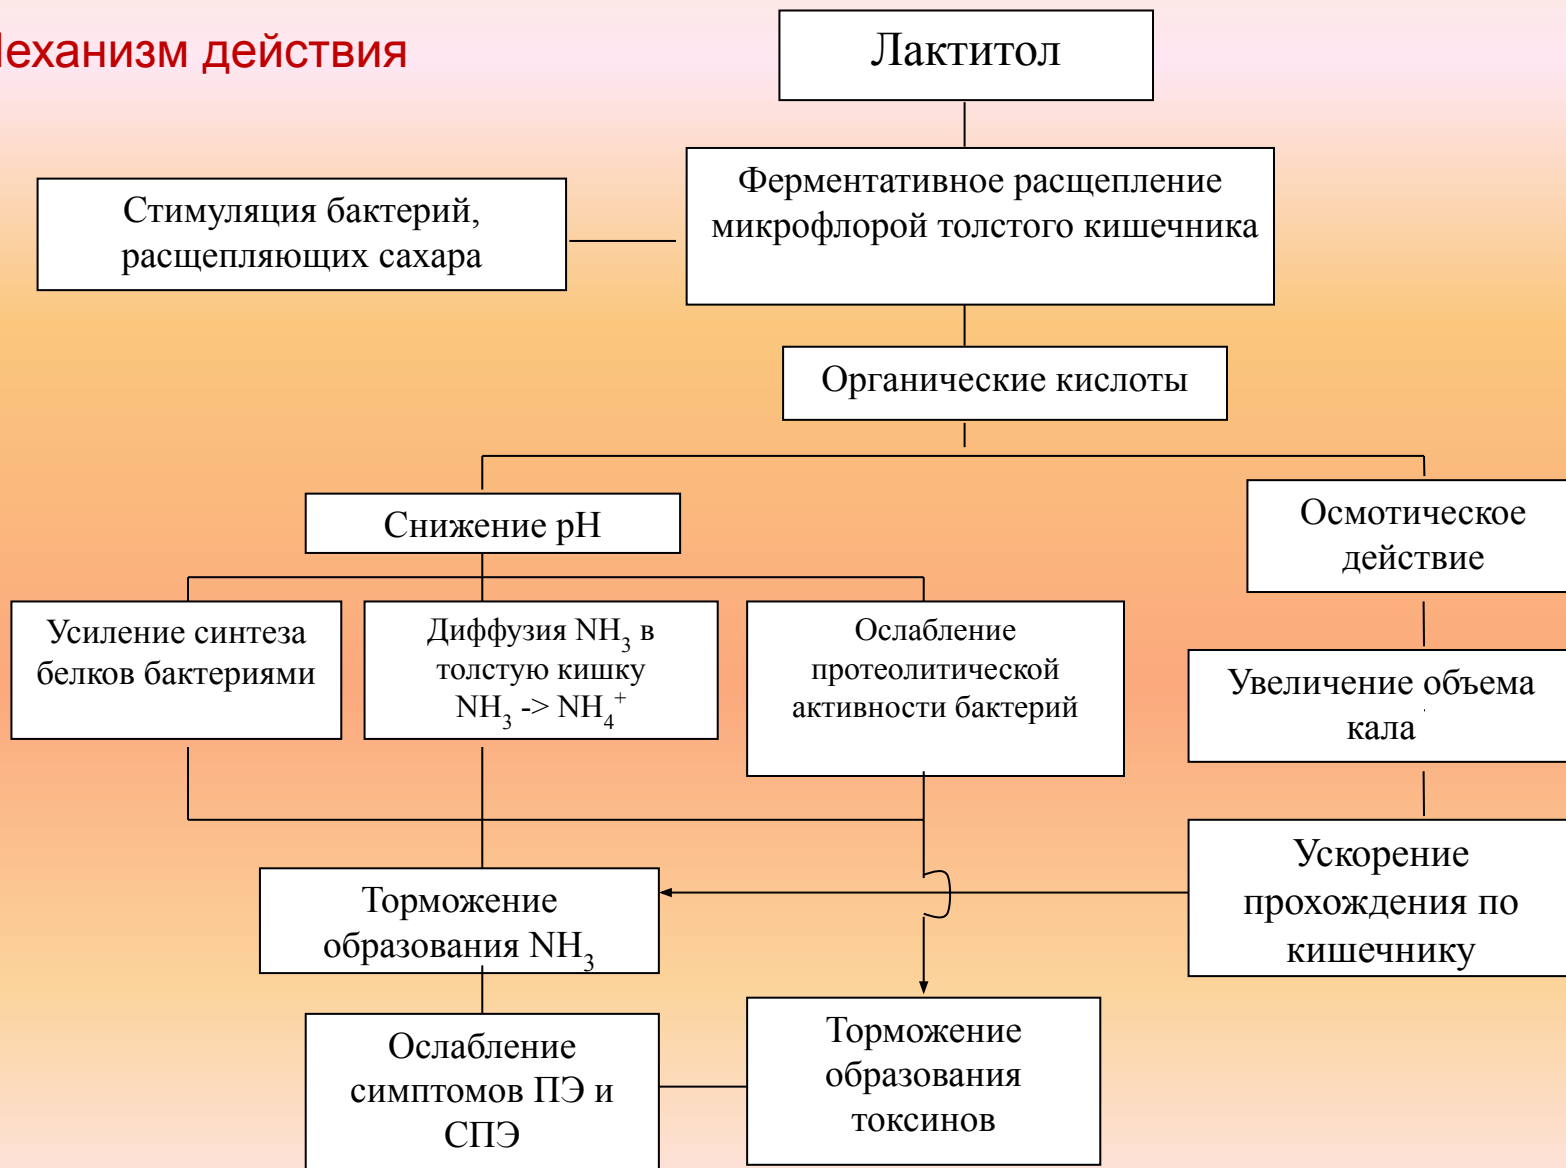 Механизм действия
Лактитол
Ферментативное расщепление
микрофлорой толстого кишечника
Стимуляция бактерий,
расщепляющих сахара
Органические кислоты
Снижение pH
Осмотическое
действие
Усиление синтеза
белков бактериями
Диффузия NH₃ в
толстую кишку
NH₃ -> NH₄⁺
Ослабление
протеолитической
активности бактерий
Увеличение объема
кала
Ускорение
прохождения по
кишечнику
Торможение
образования NH₃
Ослабление
симптомов ПЭ и
СПЭ
Торможение
образования
токсинов